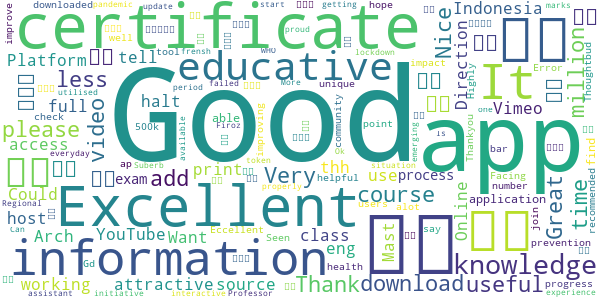 downloaded
pandemic
update
start
getting
marks
improve
certificate
hope
well
Nice
Indonesia
Platform
tell
tool
frensh
WHO
proud
lockdown
impact
Direction
million
Highly
Thoughtcloud
less
educative
It
full
halt
video
unique
Error
Vimeo
please
500k
utilised
period
failed
More
improving
check
able
Firoz
community
point
Good
app
Thankyou
one
recommended
find
access
available
Ok
emerging
is
bar
ap
Suberb
token
situation
Facing
everyday
exam
add
print
Very
helpful
use
process
number
application
Great
time
Could
properly
course
thh
users
alot
Online
join
prevention
host
Arch
YouTube
Excellent
Want
class
eng
Mast
say
Eccellent
Seen
Regional
Can
Gd
information
health
knowledge
working
attractive
source
Thank
download
useful
progress
assistant
initiative
interactive
Professor
experience